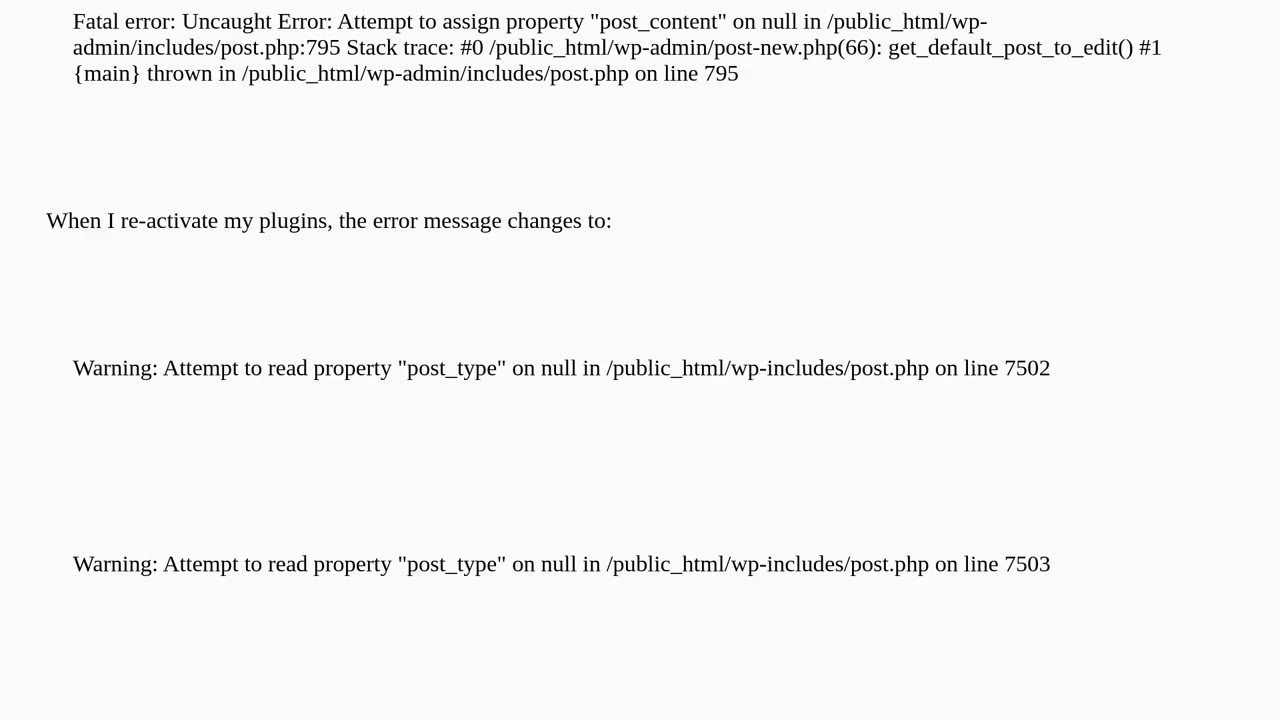 Fatal error: Uncaught Error: Attempt to assign property "post_content" on null in /public_html/wp-
admin/includes/post.php:795 Stack trace: #0 /public_html/wp-admin/post-new.php(66): get_default_post_to_edit() #1
{main} thrown in /public_html/wp-admin/includes/post.php on line 795
When I re-activate my plugins, the error message changes to:
Warning: Attempt to read property "post_type" on null in /public_html/wp-includes/post.php on line 7502
Warning: Attempt to read property "post_type" on null in /public_html/wp-includes/post.php on line 7503